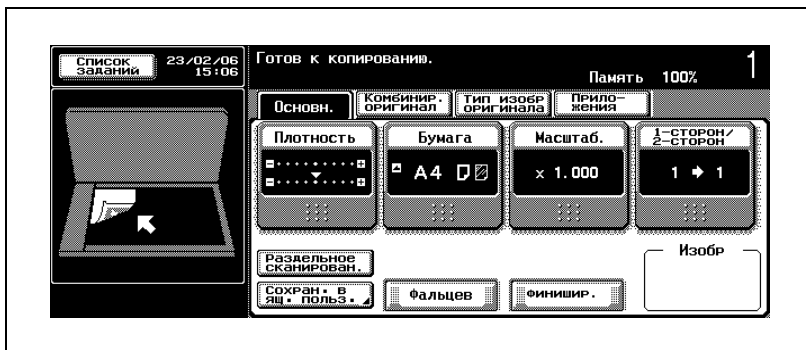 Список
заданий
23/02/06
15:06
Готов к копированию.
Память 100%
1
Основн.
Комбинир.
оригинал
Тип изобр
оригинала
Прило-
жения
Плотность
Бумага
Масштаб.
1-сторон/
2-сторон
A4
x 1.000
1 ➔ 1
Раздельное
сканирован.
Изобр
Сохран. в
ящ. польз.
Фальцев
Финишир.